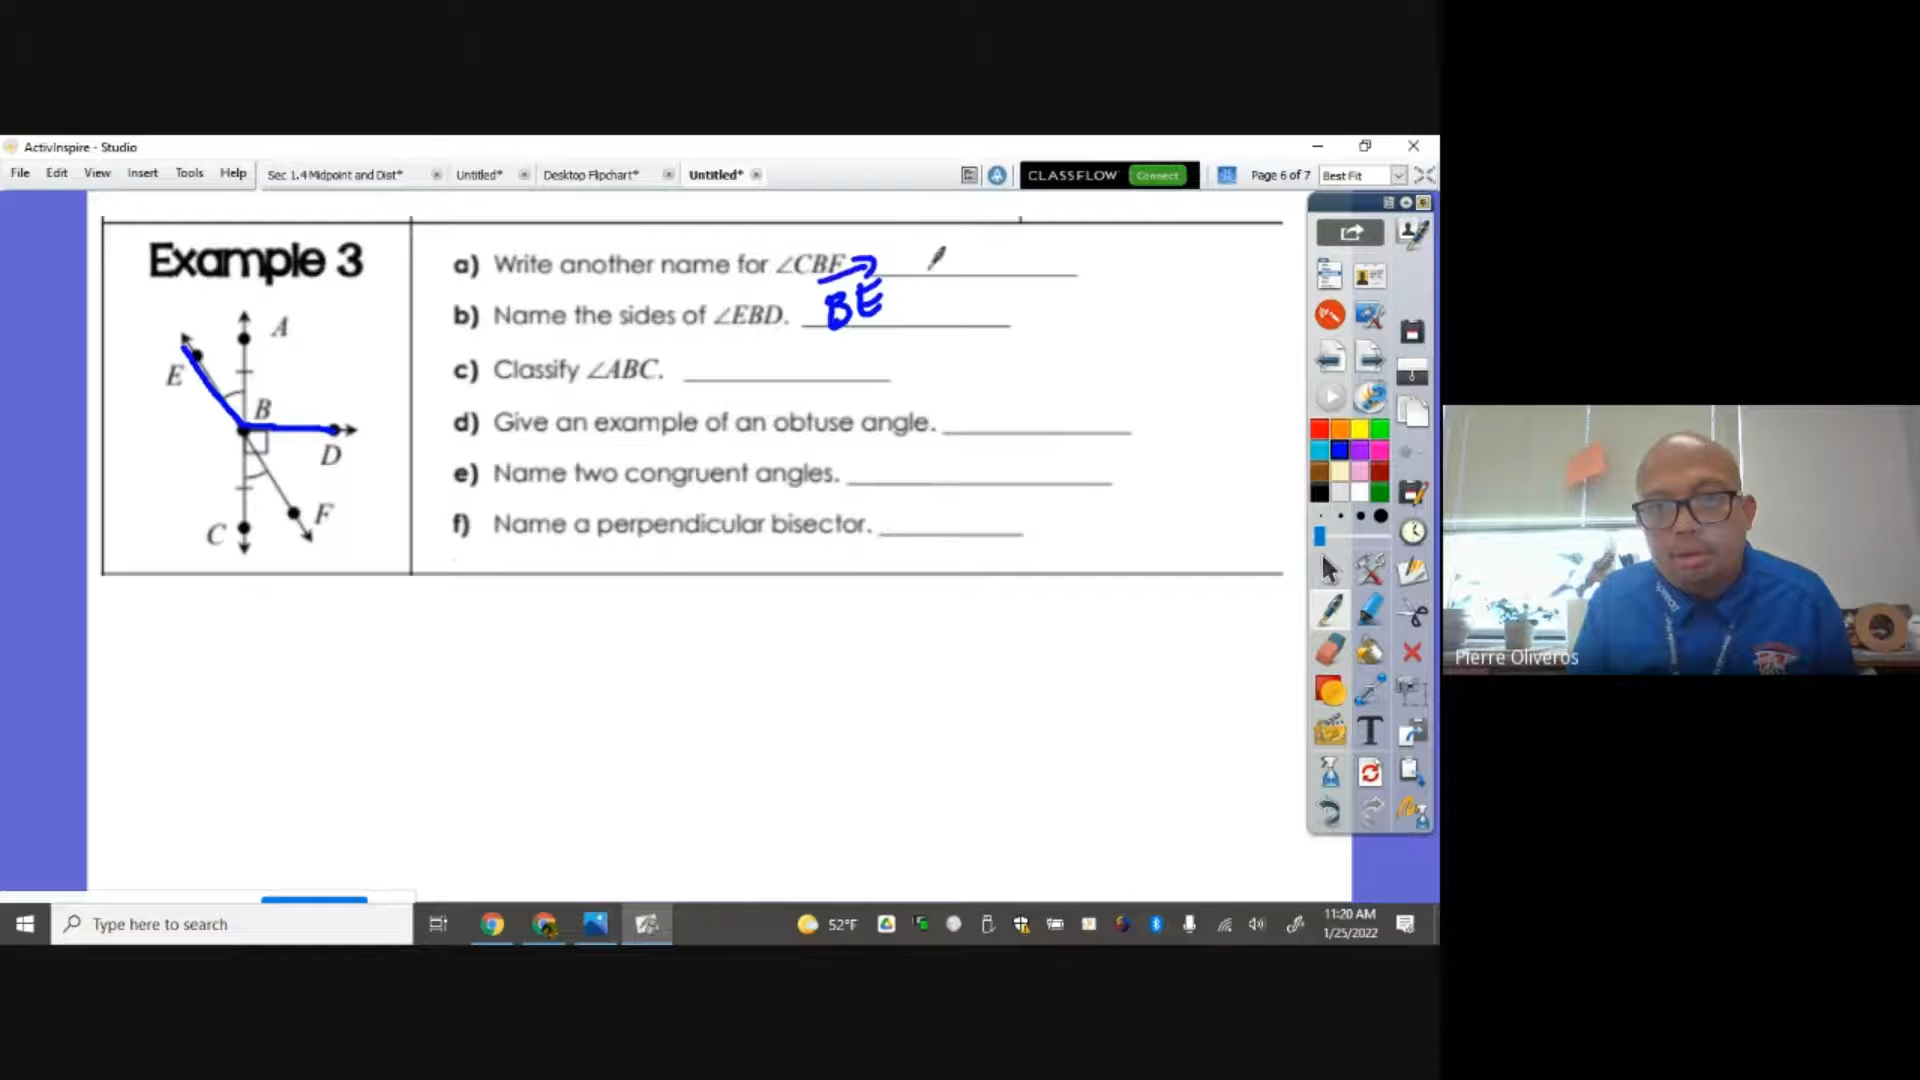 ActivInspire - Studio
File Edit View Insert Tools Help
Sec 1.4 Midpoint and Dist* Untitled* Desktop Flipchart* Untitled*
CLASSFLOW Connect
Page 6 of 7 Best Fit
Example 3
A
E
B
D
F
C
a) Write another name for ∠CBF
BE
b) Name the sides of ∠EBD.
c) Classify ∠ABC.
d) Give an example of an obtuse angle.
e) Name two congruent angles.
f) Name a perpendicular bisector.
T
Pierre Oliveros
Type here to search
52°F
11:20 AM
1/25/2022